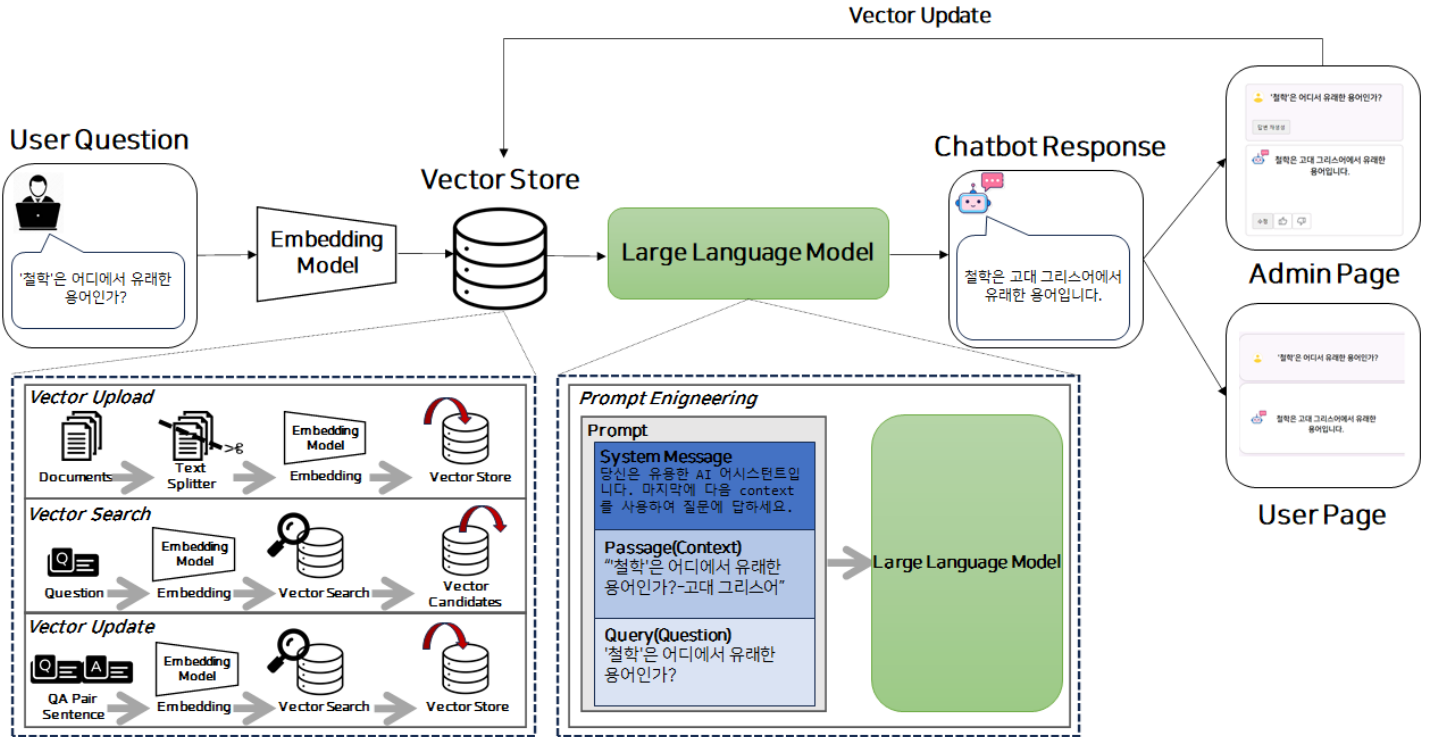 Vector Update
User Question
'철학'은 어디에서 유래한
용어인가?
Embedding
Model
Vector Store
Large Language Model
Chatbot Response
철학은 고대 그리스어에서
유래한 용어입니다.
'철학'은 어디서 유래한 용어인가?
답변 재생성
철학은 고대 그리스어에서 유래한
용어입니다.
수정
Admin Page
'철학'은 어디서 유래한 용어인가?
철학은 고대 그리스어에서 유래한
용어입니다.
User Page
Vector Upload
Documents
Text
Splitter
Embedding
Model
Embedding
Vector Store
Vector Search
Q
Question
Embedding
Model
Embedding
Vector Search
Vector
Candidates
Vector Update
Q A
QA Pair
Sentence
Embedding
Model
Embedding
Vector Search
Vector Store
Prompt Enigneering
Prompt
System Message
당신은 유용한 AI 어시스턴트입
니다. 마지막에 다음 context
를 사용하여 질문에 답하세요.
Passage(Context)
“'철학'은 어디에서 유래한
용어인가?-고대 그리스어”
Query(Question)
'철학'은 어디에서 유래한
용어인가?
Large Language Model